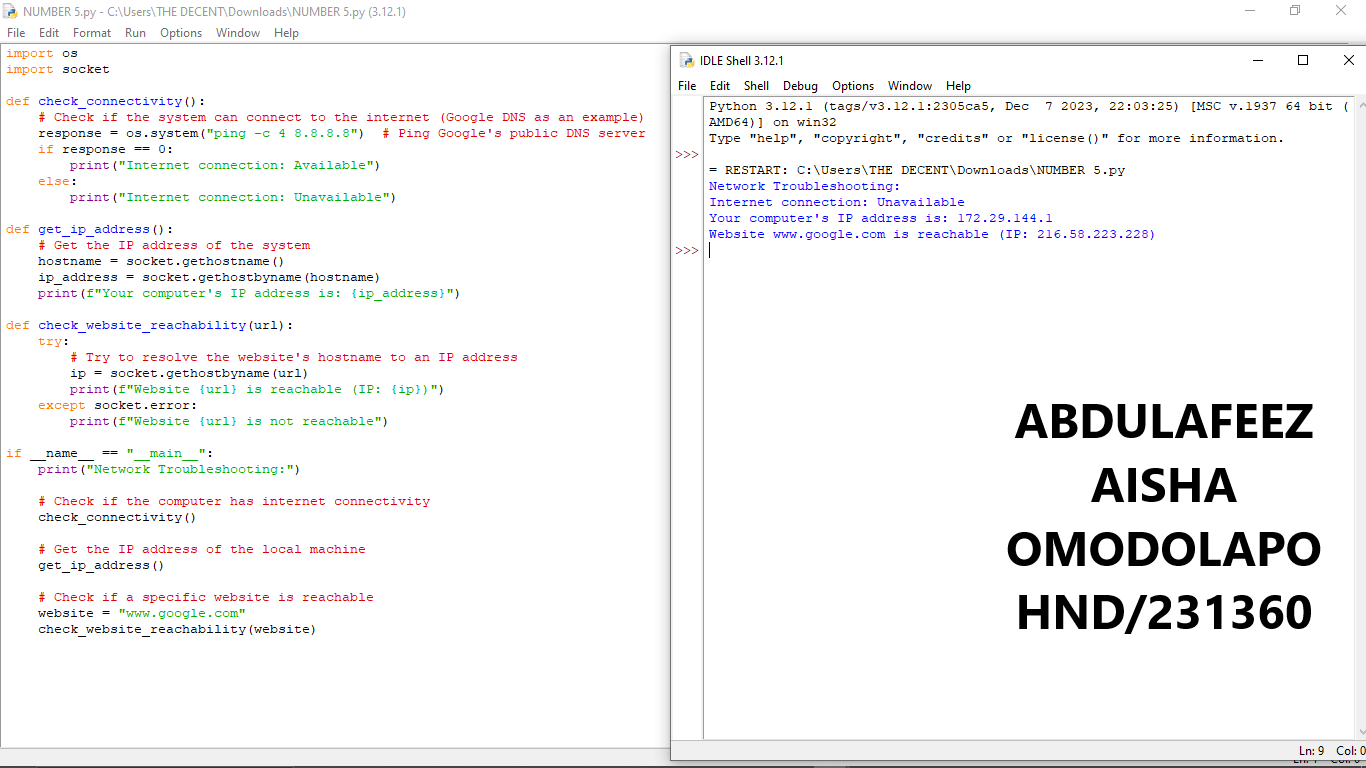 NUMBER 5.py - C:\Users\THE DECENT\Downloads\NUMBER 5.py (3.12.1)
File Edit Format Run Options Window Help
import os
import socket
def check_connectivity():
    # Check if the system can connect to the internet (Google DNS as an example)
    response = os.system("ping -c 4 8.8.8.8")  # Ping Google's public DNS server
    if response == 0:
        print("Internet connection: Available")
    else:
        print("Internet connection: Unavailable")
def get_ip_address():
    # Get the IP address of the system
    hostname = socket.gethostname()
    ip_address = socket.gethostbyname(hostname)
    print(f"Your computer's IP address is: {ip_address}")
def check_website_reachability(url):
    try:
        # Try to resolve the website's hostname to an IP address
        ip = socket.gethostbyname(url)
        print(f"Website {url} is reachable (IP: {ip})")
    except socket.error:
        print(f"Website {url} is not reachable")
if __name__ == "__main__":
    print("Network Troubleshooting:")
    # Check if the computer has internet connectivity
    check_connectivity()
    # Get the IP address of the local machine
    get_ip_address()
    # Check if a specific website is reachable
    website = "www.google.com"
    check_website_reachability(website)
IDLE Shell 3.12.1
File Edit Shell Debug Options Window Help
Python 3.12.1 (tags/v3.12.1:2305ca5, Dec  7 2023, 22:03:25) [MSC v.1937 64 bit (
AMD64)] on win32
Type "help", "copyright", "credits" or "license()" for more information.
>>>
= RESTART: C:\Users\THE DECENT\Downloads\NUMBER 5.py
Network Troubleshooting:
Internet connection: Unavailable
Your computer's IP address is: 172.29.144.1
Website www.google.com is reachable (IP: 216.58.223.228)
>>>
ABDULAFEEZ
AISHA
OMODOLAPO
HND/231360
Ln: 9 Col: 0